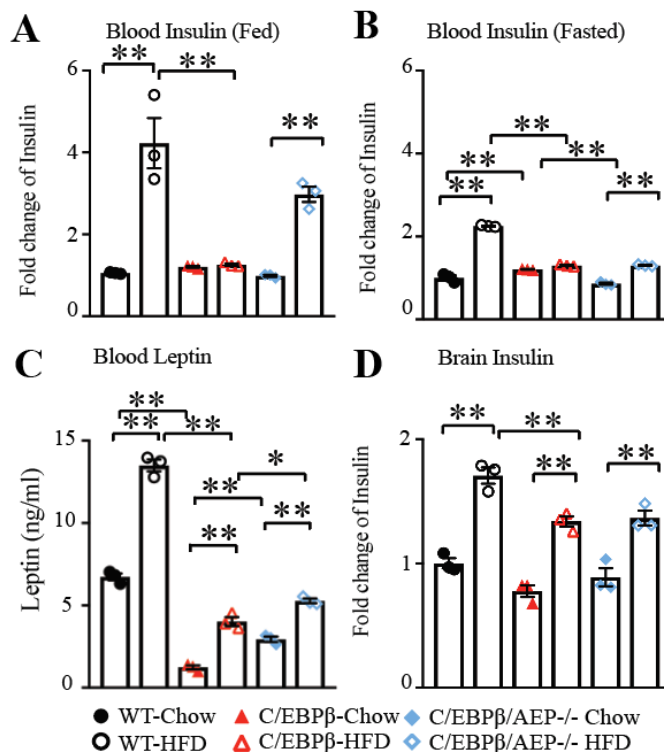 A
Blood Insulin (Fed)
**
**
**
Fold change of Insulin
6
4
2
0
B
Blood Insulin (Fasted)
**
**
**
**
**
Fold change of Insulin
6
4
2
0
C
Blood Leptin
**
**
**
*
**
**
**
Leptin (ng/ml)
15
10
5
0
D
Brain Insulin
**
**
**
**
Fold change of Insulin
2
1
0
WT-Chow C/EBPβ-Chow C/EBPβ/AEP-/- Chow
WT-HFD C/EBPβ-HFD C/EBPβ/AEP-/- HFD